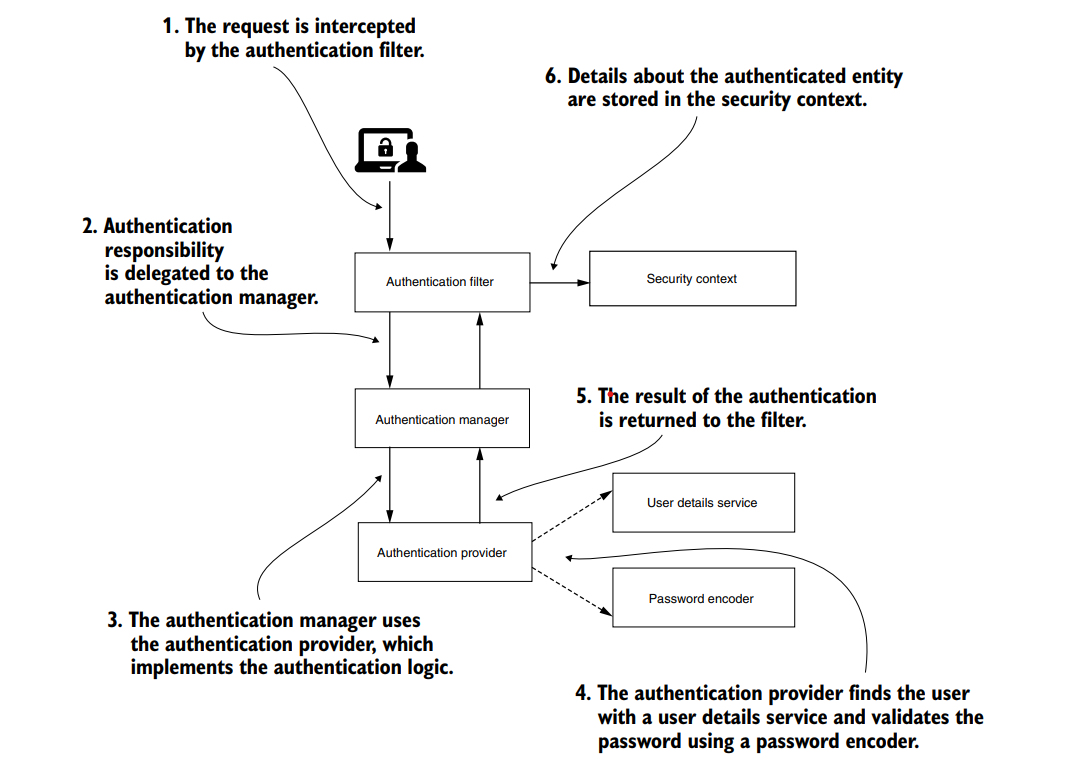 1. The request is intercepted
by the authentication filter.
6. Details about the authenticated entity
are stored in the security context.
2. Authentication
responsibility
is delegated to the
authentication manager.
Authentication filter
Security context
5. The result of the authentication
is returned to the filter.
Authentication manager
User details service
Authentication provider
Password encoder
3. The authentication manager uses
the authentication provider, which
implements the authentication logic.
4. The authentication provider finds the user
with a user details service and validates the
password using a password encoder.